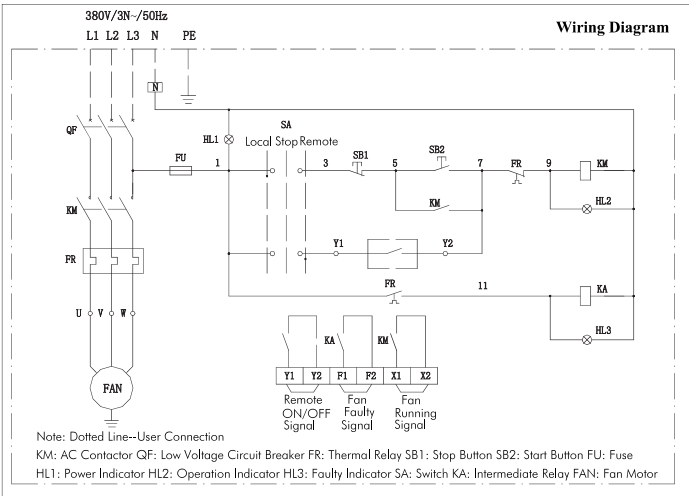 380V/3N~/50Hz
Wiring Diagram
L1 L2 L3 N PE
N
QF
HL1
SA
Local Stop Remote
FU
1
3
SB1
5
SB2
7
FR
9
KM
HL2
KM
KM
Y1
Y2
FR
FR
11
KA
HL3
U V W
KA
KM
FAN
Y1 Y2 F1 F2 X1 X2
Remote ON/OFF Signal
Fan Faulty Signal
Fan Running Signal
Note: Dotted Line--User Connection
KM: AC Contactor QF: Low Voltage Circuit Breaker FR: Thermal Relay SB1: Stop Button SB2: Start Button FU: Fuse
HL1: Power Indicator HL2: Operation Indicator HL3: Faulty Indicator SA: Switch KA: Intermediate Relay FAN: Fan Motor